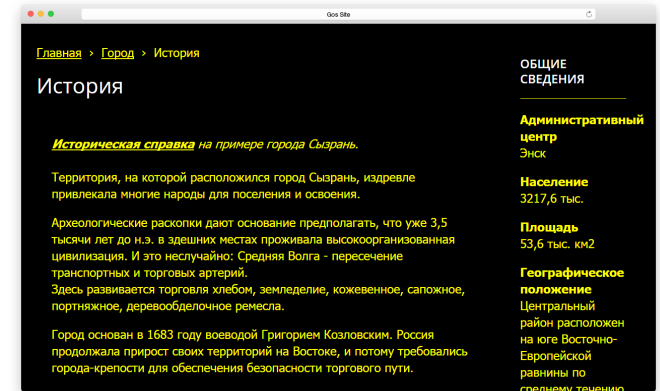 Gos Site
Главная › Город › История
История
Историческая справка на примере города Сызрань.
Территория, на которой расположился город Сызрань, издревле
привлекала многие народы для поселения и освоения.
Археологические раскопки дают основание предполагать, что уже 3,5
тысячи лет до н.э. в здешних местах проживала высокоорганизованная
цивилизация. И это неслучайно: Средняя Волга - пересечение
транспортных и торговых артерий.
Здесь развивается торговля хлебом, земледелие, кожевенное, сапожное,
портняжное, деревообделочное ремесла.
Город основан в 1683 году воеводой Григорием Козловским. Россия
продолжала прирост своих территорий на Востоке, и потому требовались
города-крепости для обеспечения безопасности торгового пути.
ОБЩИЕ
СВЕДЕНИЯ
Административный
центр
Энск
Население
3217,6 тыс.
Площадь
53,6 тыс. км2
Географическое
положение
Центральный
район расположен
на юге Восточно-
Европейской
равнины по
среднему течению